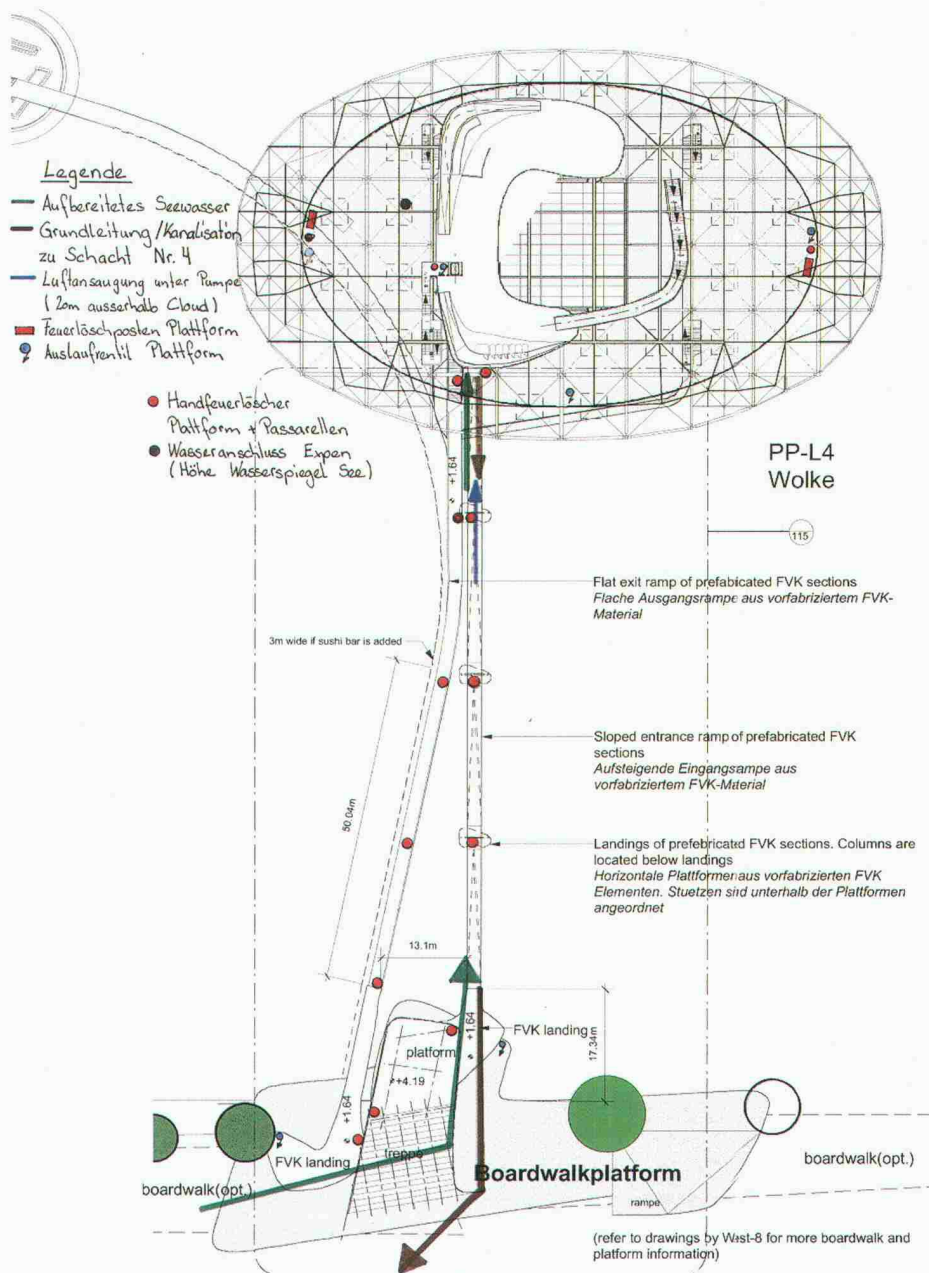 Legende
Aufbereitetes Seewasser
Grundleitung/Kanalisation
zu Schacht Nr. 4
Luftansaugung unter Pumpe
(20m ausserhalb Cloud)
Feuerlöschposten Plattform
Auslaufventil Plattform
Handfeuerlöscher
Plattform + Passarellen
Wasseranschluss Expen
(Höhe Wasserspiegel See)
PP-L4
Wolke
115
+1.64
Flat exit ramp of prefabicated FVK sections
Flache Ausgangsrampe aus vorfabriziertem FVK-
Material
3m wide if sushi bar is added
Sloped entrance ramp of prefabricated FVK
sections
Aufsteigende Eingangsampe aus
vorfabriziertem FVK-Material
50.04m
Landings of prefebricated FVK sections. Columns are
located below landings
Horizontale Plattformen aus vorfabrizierten FVK
Elementen. Stuetzen sind unterhalb der Plattformen
angeordnet
13.1m
+1.64
FVK landing
17.34m
platform
+4.19
+1.64
treppe
FVK landing
boardwalk(opt.)
Boardwalkplatform
boardwalk(opt.)
rampe
(refer to drawings by West-8 for more boardwalk and
platform information)